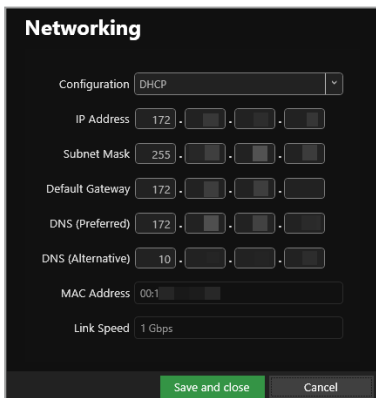 Networking
Configuration DHCP
IP Address 172 . . .
Subnet Mask 255 . . .
Default Gateway 172 . . .
DNS (Preferred) 172 . . .
DNS (Alternative) 10 . . .
MAC Address 00:1
Link Speed 1 Gbps
Save and close Cancel